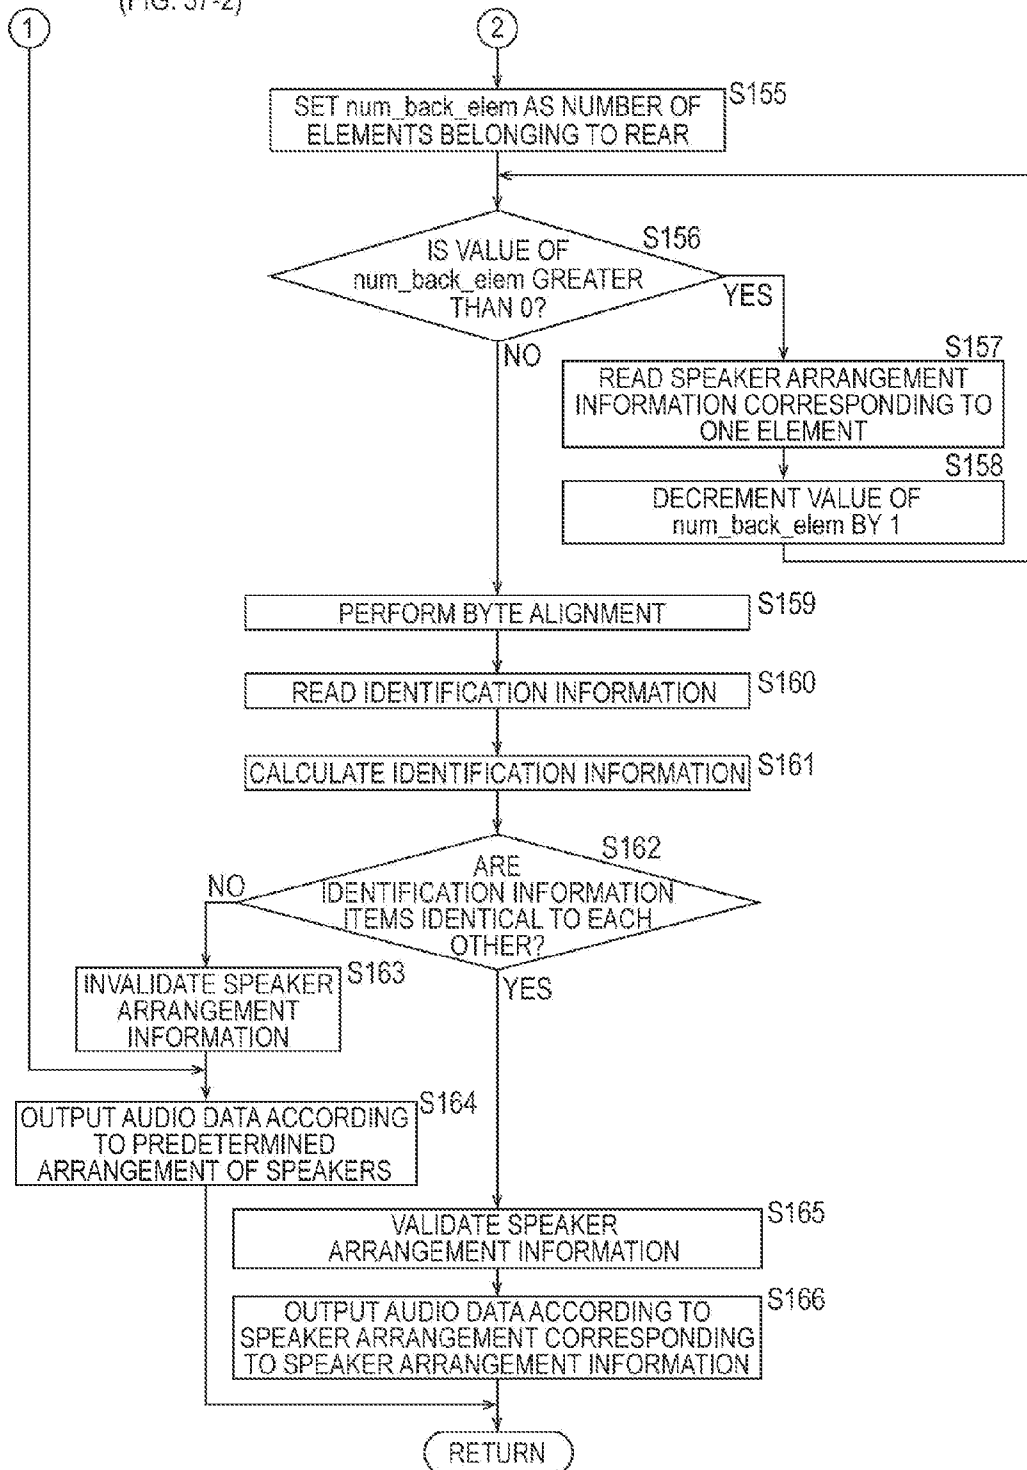 (FIG. 37-2)
1
2
S155
SET num_back_elem AS NUMBER OF
ELEMENTS BELONGING TO REAR
S156
IS VALUE OF
num_back_elem GREATER
THAN 0?
YES
NO
S157
READ SPEAKER ARRANGEMENT
INFORMATION CORRESPONDING TO
ONE ELEMENT
S158
DECREMENT VALUE OF
num_back_elem BY 1
PERFORM BYTE ALIGNMENT
S159
READ IDENTIFICATION INFORMATION
S160
CALCULATE IDENTIFICATION INFORMATION
S161
S162
ARE
IDENTIFICATION INFORMATION
ITEMS IDENTICAL TO EACH
OTHER?
NO
YES
S163
INVALIDATE SPEAKER
ARRANGEMENT
INFORMATION
S164
OUTPUT AUDIO DATA ACCORDING
TO PREDETERMINED
ARRANGEMENT OF SPEAKERS
S165
VALIDATE SPEAKER
ARRANGEMENT INFORMATION
S166
OUTPUT AUDIO DATA ACCORDING TO
SPEAKER ARRANGEMENT CORRESPONDING
TO SPEAKER ARRANGEMENT INFORMATION
RETURN